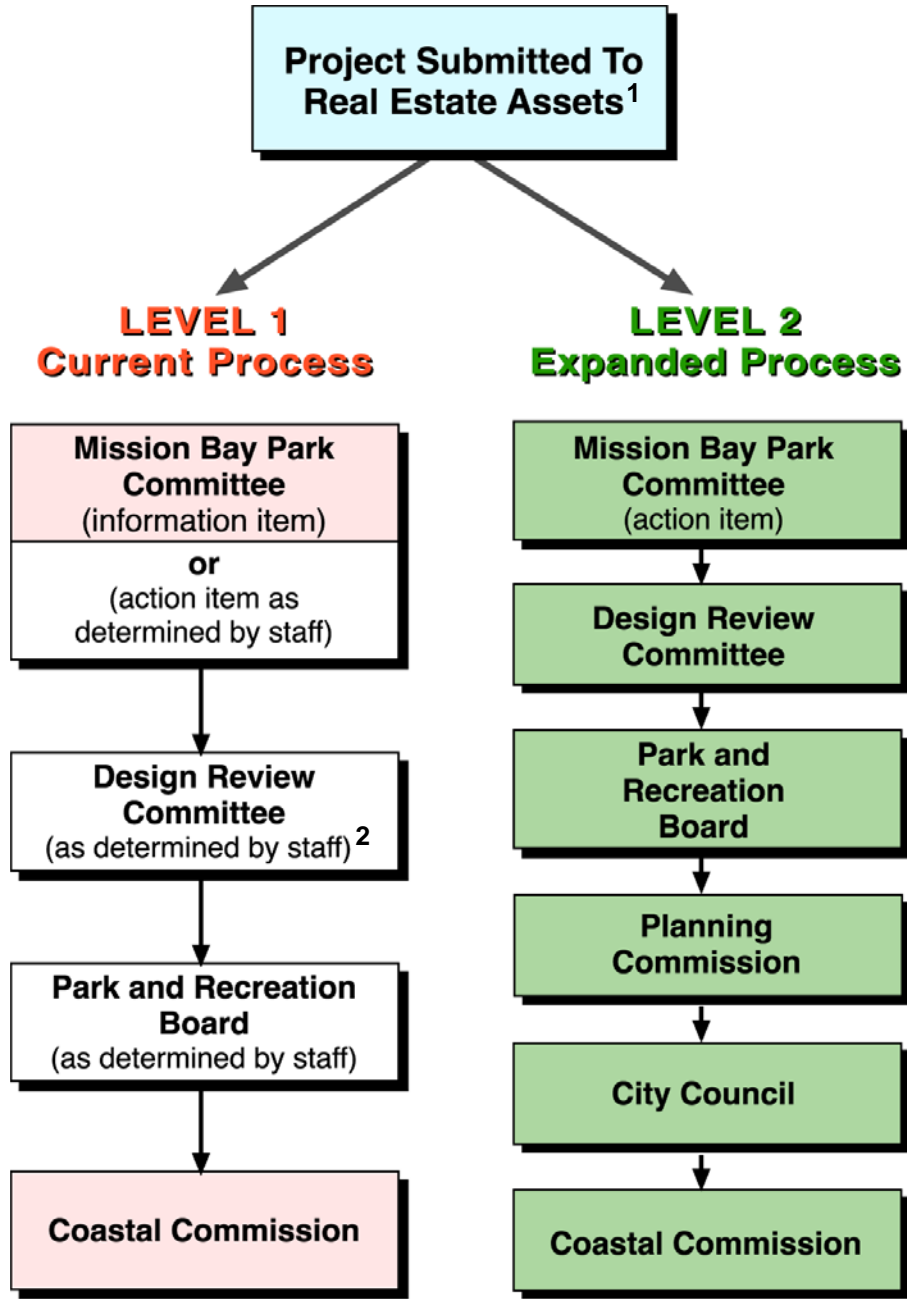 Project Submitted To
Real Estate Assets1
LEVEL 1
Current Process
Mission Bay Park
Committee
(information item)
or
(action item as
determined by staff)
Design Review
Committee
(as determined by staff)2
Park and Recreation
Board
(as determined by staff)
Coastal Commission
LEVEL 2
Expanded Process
Mission Bay Park
Committee
(action item)
Design Review
Committee
Park and
Recreation
Board
Planning
Commission
City Council
Coastal Commission